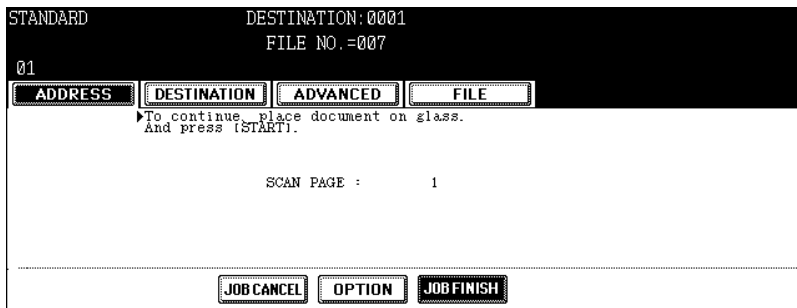 STANDARD DESTINATION:0001
FILE NO.=007
01
ADDRESS DESTINATION ADVANCED FILE
▶To continue, place document on glass.
And press [START].
SCAN PAGE : 1
JOB CANCEL OPTION JOB FINISH